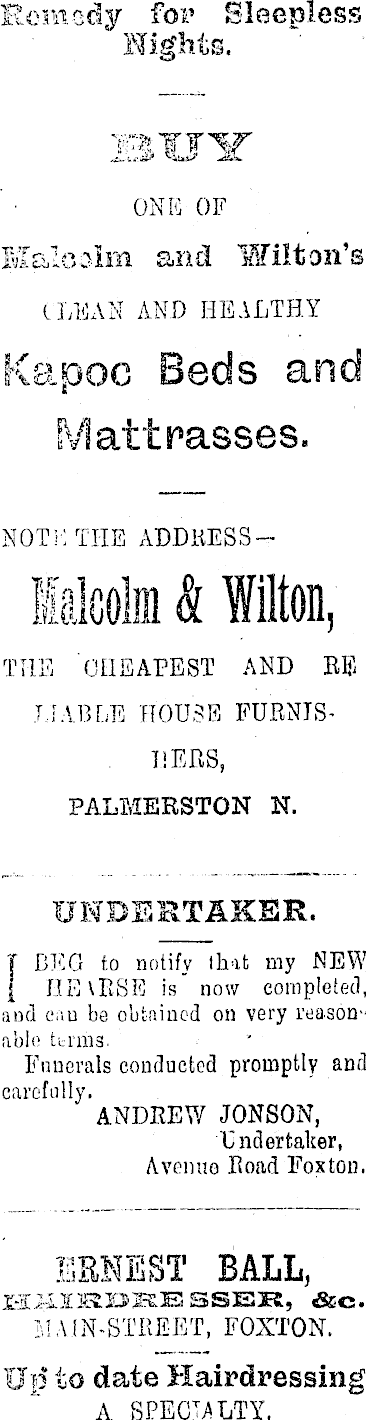 Remedy for Sleepless
Nights.
BUY
ONE OF
Malcolm and Wilton's
CLEAN AND HEALTHY
Kapoc Beds and
Mattrasses.
NOTE THE ADDRESS—
Malcolm & Wilton,
THE CHEAPEST AND RE
LIABLE HOUSE FURNIS-
HERS,
PALMERSTON N.
UNDERTAKER.
I BEG to notify that my NEW
HEARSE is now completed,
and can be obtained on very reason-
able terms.
Funerals conducted promptly and
carefully.
ANDREW JONSON,
Undertaker,
Avenue Road Foxton.
ERNEST BALL,
HAIRDRESSER, &c.
MAIN-STREET, FOXTON.
Up to date Hairdressing
A SPECIALTY.